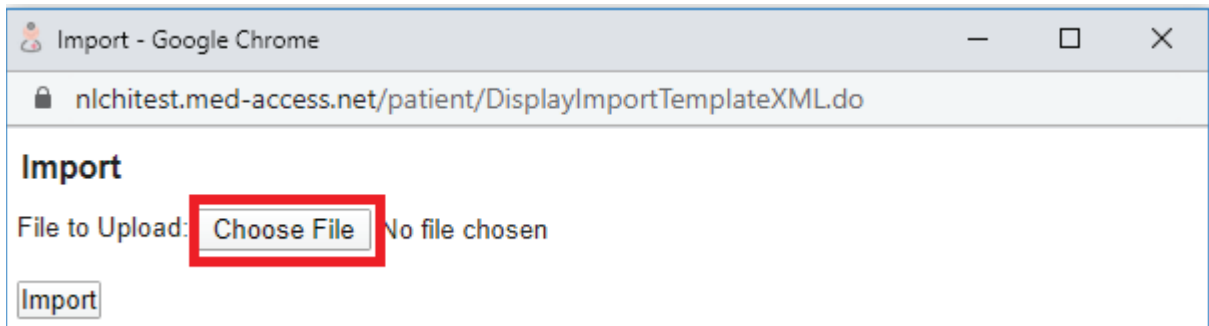 Import - Google Chrome
nlchitest.med-access.net/patient/DisplayImportTemplateXML.do
Import
File to Upload: Choose File No file chosen
Import